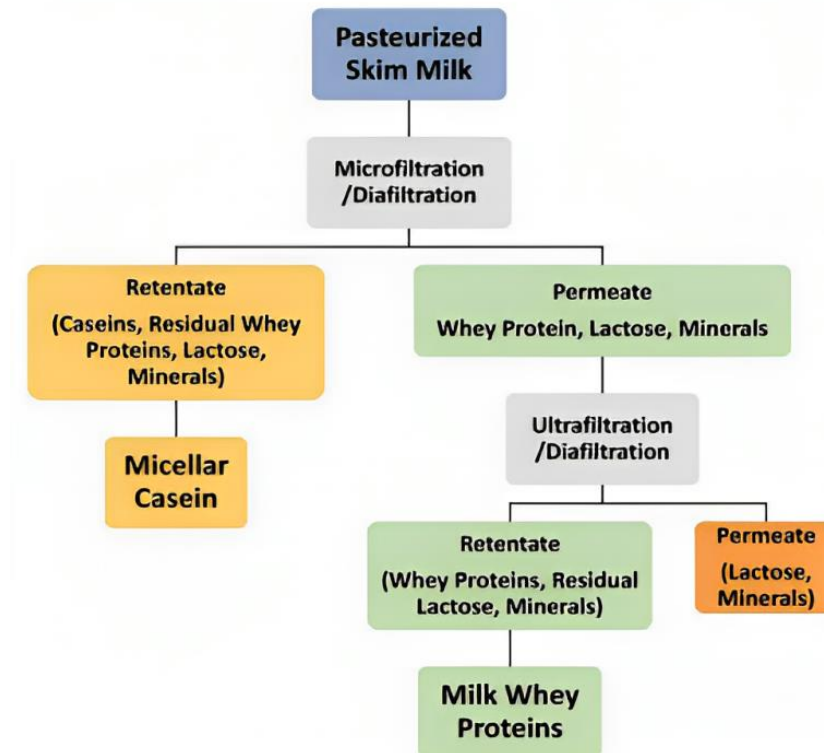 Pasteurized
Skim Milk
Microfiltration
/Diafiltration
Retentate
(Caseins, Residual Whey
Proteins, Lactose,
Minerals)
Permeate
Whey Protein, Lactose, Minerals
Micellar
Casein
Ultrafiltration
/Diafiltration
Retentate
(Whey Proteins, Residual
Lactose, Minerals)
Permeate
(Lactose,
Minerals)
Milk Whey
Proteins